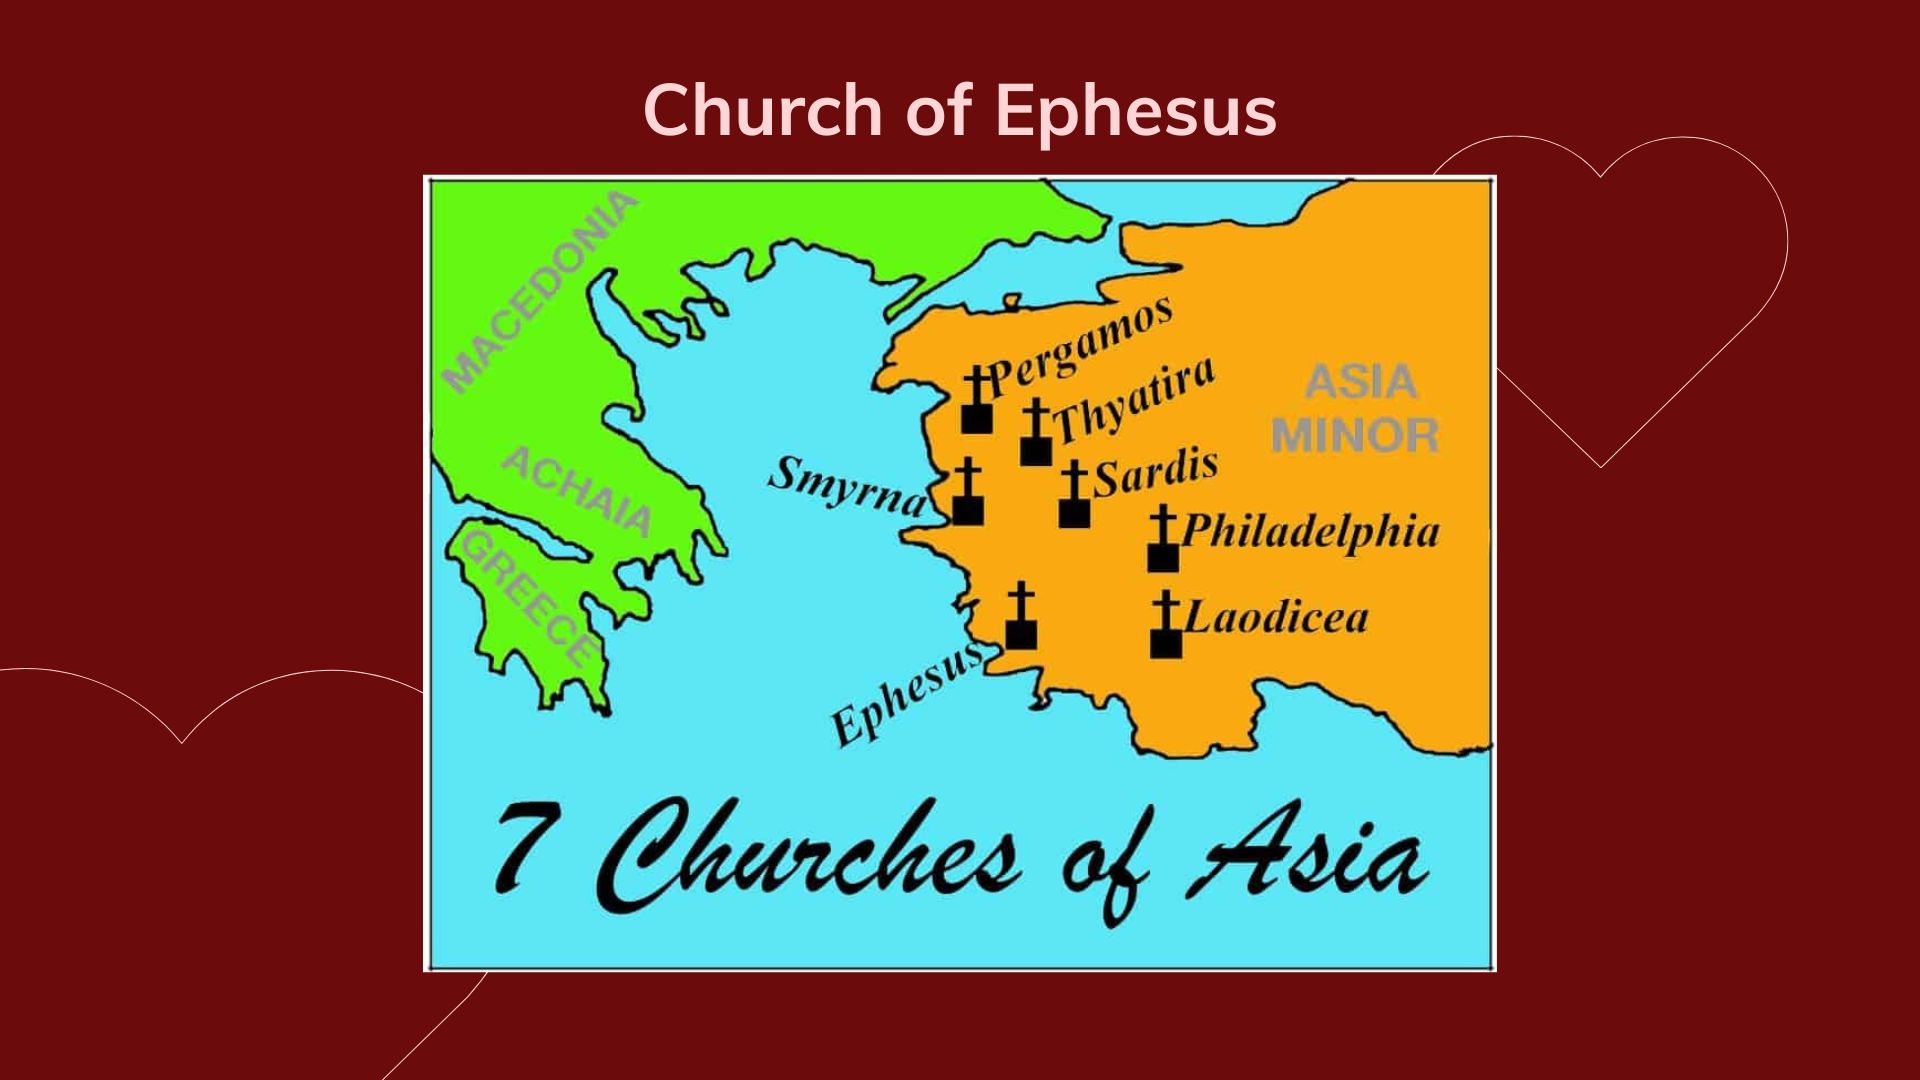 Church of Ephesus
MACEDONIA
ACHAIA
GREECE
ASIA
MINOR
Pergamos
Thyatira
Smyrna
Sardis
Philadelphia
Laodicea
Ephesus
7 Churches of Asia